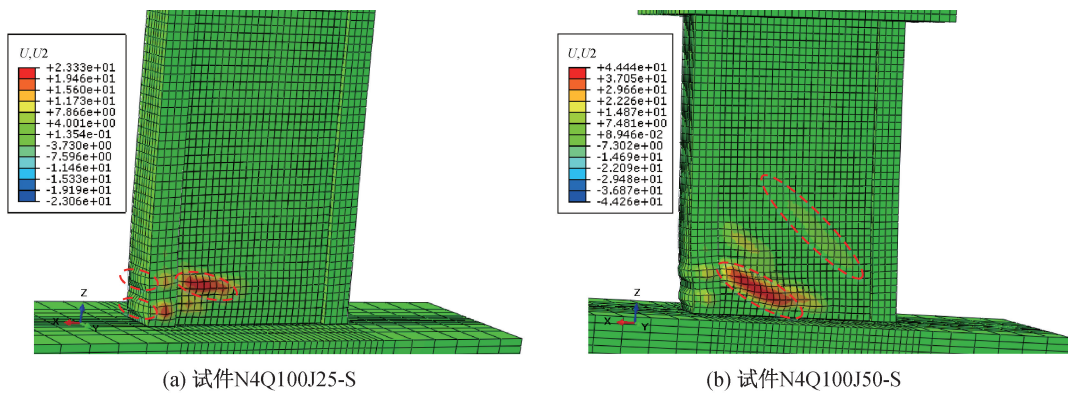 U,U2
+2.333e+01
+1.946e+01
+1.560e+01
+1.173e+01
+7.866e+00
+4.001e+00
+1.354e-01
-3.730e+00
-7.596e+00
-1.146e+01
-1.533e+01
-1.919e+01
-2.306e+01
Z
X
Y
(a) 试件N4Q100J25-S
U,U2
+4.444e+01
+3.705e+01
+2.966e+01
+2.226e+01
+1.487e+01
+7.481e+00
+8.946e-02
-7.302e+00
-1.469e+01
-2.209e+01
-2.948e+01
-3.687e+01
-4.426e+01
Z
X
Y
(b) 试件N4Q100J50-S